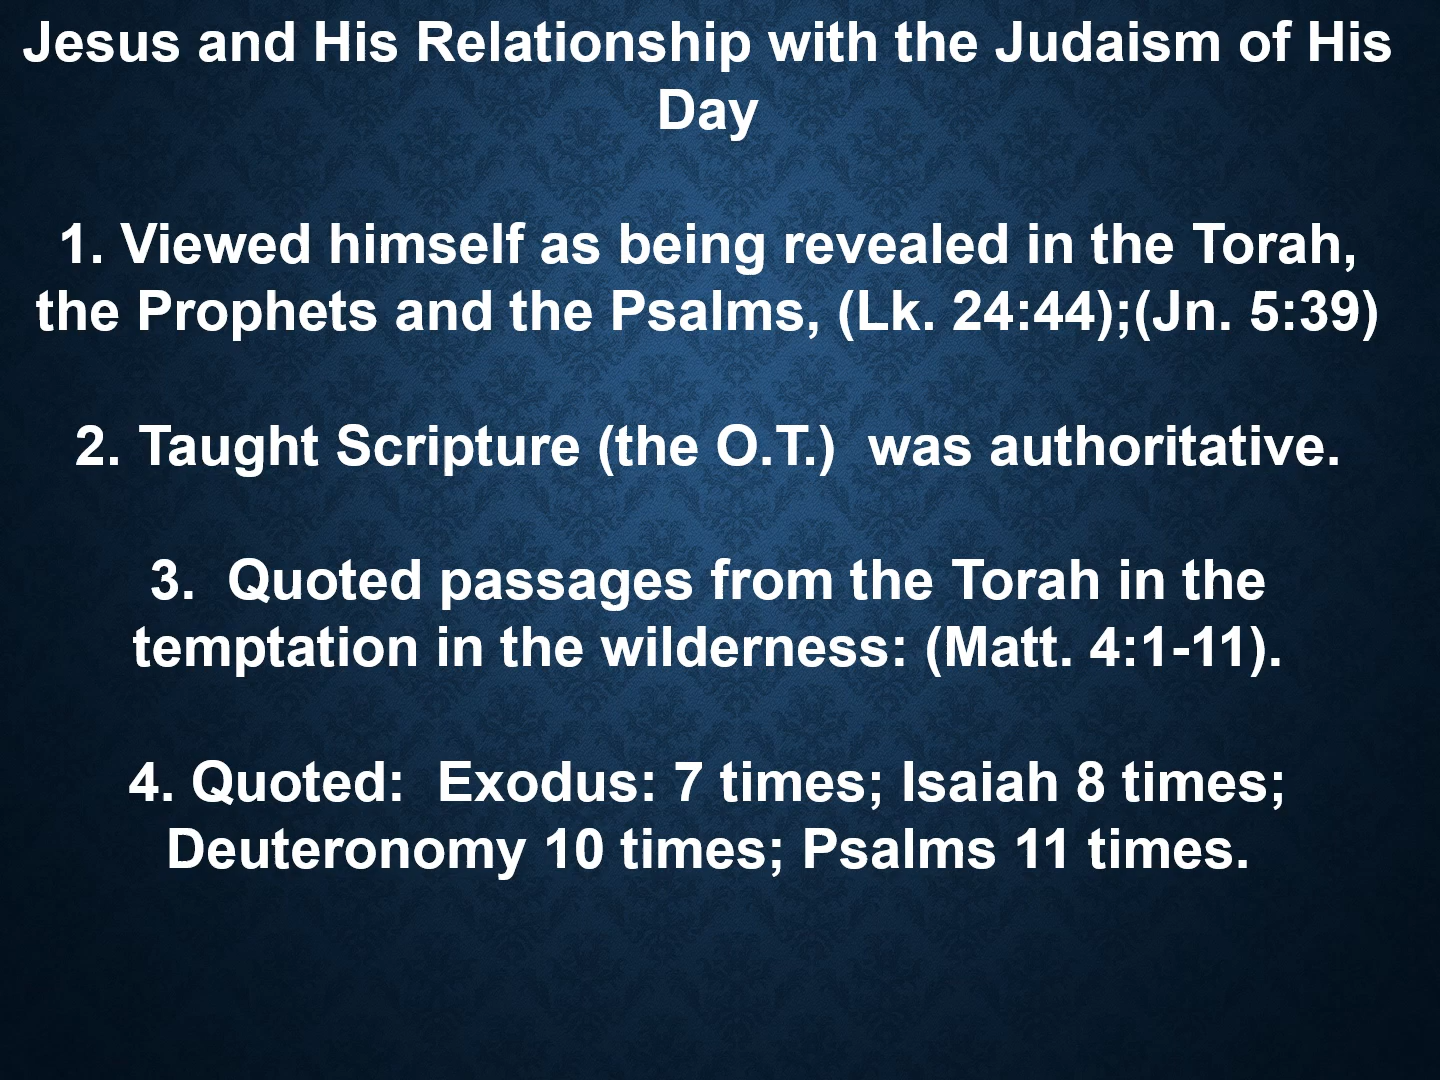 Jesus and His Relationship with the Judaism of His
Day
1. Viewed himself as being revealed in the Torah,
the Prophets and the Psalms, (Lk. 24:44);(Jn. 5:39)
2. Taught Scripture (the O.T.)  was authoritative.
3.  Quoted passages from the Torah in the
temptation in the wilderness: (Matt. 4:1-11).
4. Quoted:  Exodus: 7 times; Isaiah 8 times;
Deuteronomy 10 times; Psalms 11 times.